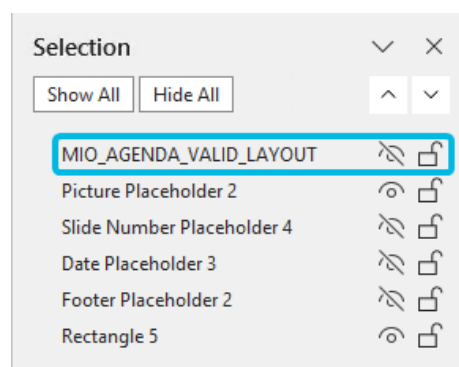 Selection
Show All Hide All
MIO_AGENDA_VALID_LAYOUT
Picture Placeholder 2
Slide Number Placeholder 4
Date Placeholder 3
Footer Placeholder 2
Rectangle 5